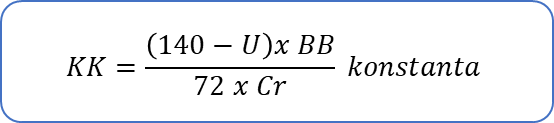 KK = (140 − U)x BB / 72 x Cr konstanta